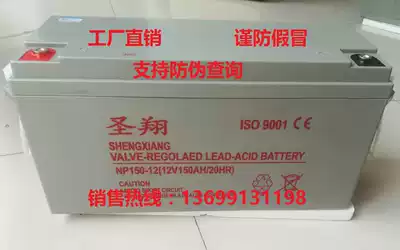 工厂直销 谨防假冒
支持防伪查询
圣翔 ISO 9001 CE
SHENGXIANG
VALVE-REGOLAED LEAD-ACID BATTERY
NP150-12(12V150AH/20HR)
销售热线：13699131198